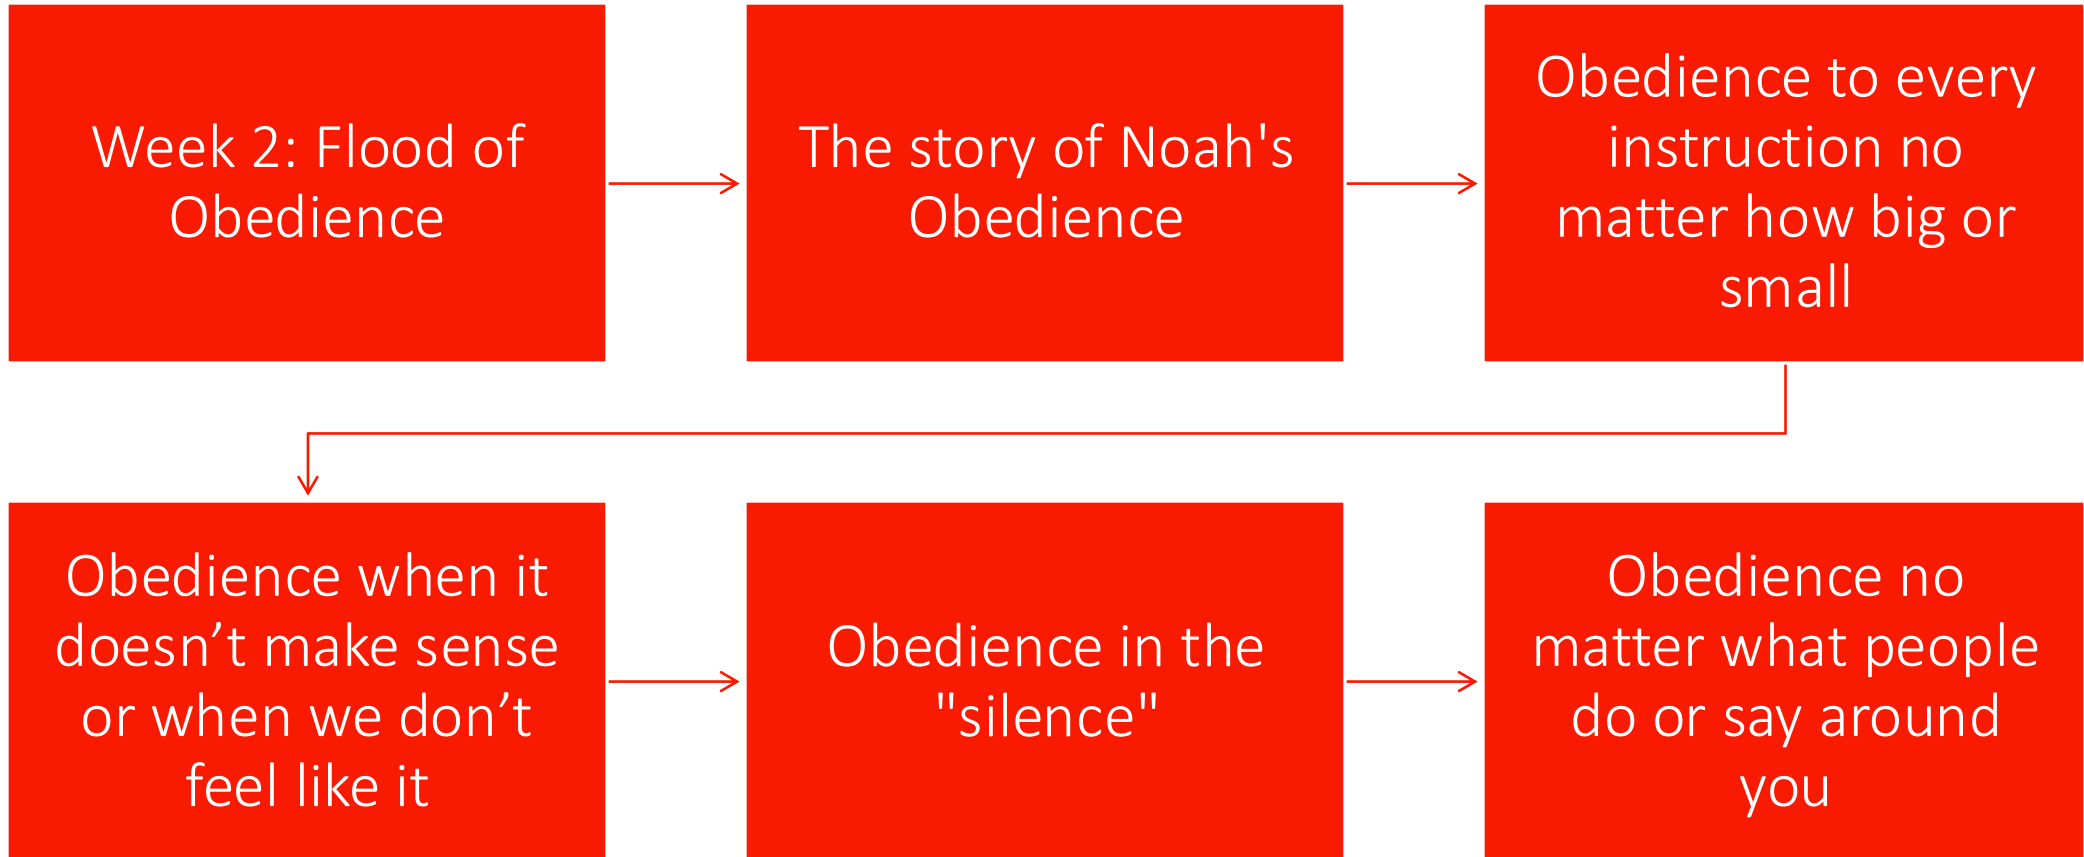 Week 2: Flood of
Obedience
The story of Noah's
Obedience
Obedience to every
instruction no
matter how big or
small
Obedience when it
doesn’t make sense
or when we don’t
feel like it
Obedience in the
"silence"
Obedience no
matter what people
do or say around
you